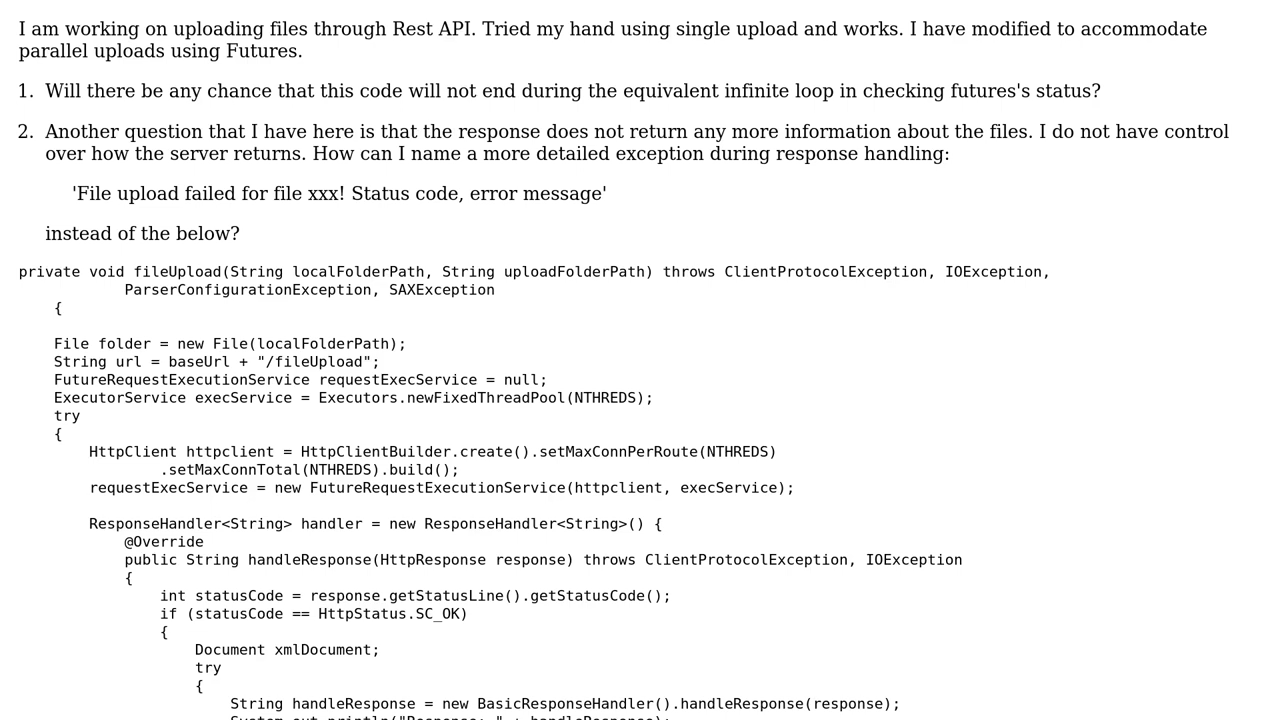 I am working on uploading files through Rest API. Tried my hand using single upload and works. I have modified to accommodate
parallel uploads using Futures.
1. Will there be any chance that this code will not end during the equivalent infinite loop in checking futures's status?
2. Another question that I have here is that the response does not return any more information about the files. I do not have control
over how the server returns. How can I name a more detailed exception during response handling:
'File upload failed for file xxx! Status code, error message'
instead of the below?
private void fileUpload(String localFolderPath, String uploadFolderPath) throws ClientProtocolException, IOException,
            ParserConfigurationException, SAXException
    {
    File folder = new File(localFolderPath);
    String url = baseUrl + "/fileUpload";
    FutureRequestExecutionService requestExecService = null;
    ExecutorService execService = Executors.newFixedThreadPool(NTHREDS);
    try
    {
        HttpClient httpclient = HttpClientBuilder.create().setMaxConnPerRoute(NTHREDS)
                .setMaxConnTotal(NTHREDS).build();
        requestExecService = new FutureRequestExecutionService(httpclient, execService);
        ResponseHandler<String> handler = new ResponseHandler<String>() {
            @Override
            public String handleResponse(HttpResponse response) throws ClientProtocolException, IOException
            {
                int statusCode = response.getStatusLine().getStatusCode();
                if (statusCode == HttpStatus.SC_OK)
                {
                    Document xmlDocument;
                    try
                    {
                        String handleResponse = new BasicResponseHandler().handleResponse(response);
                        System.out.println("Response: " + handleResponse);